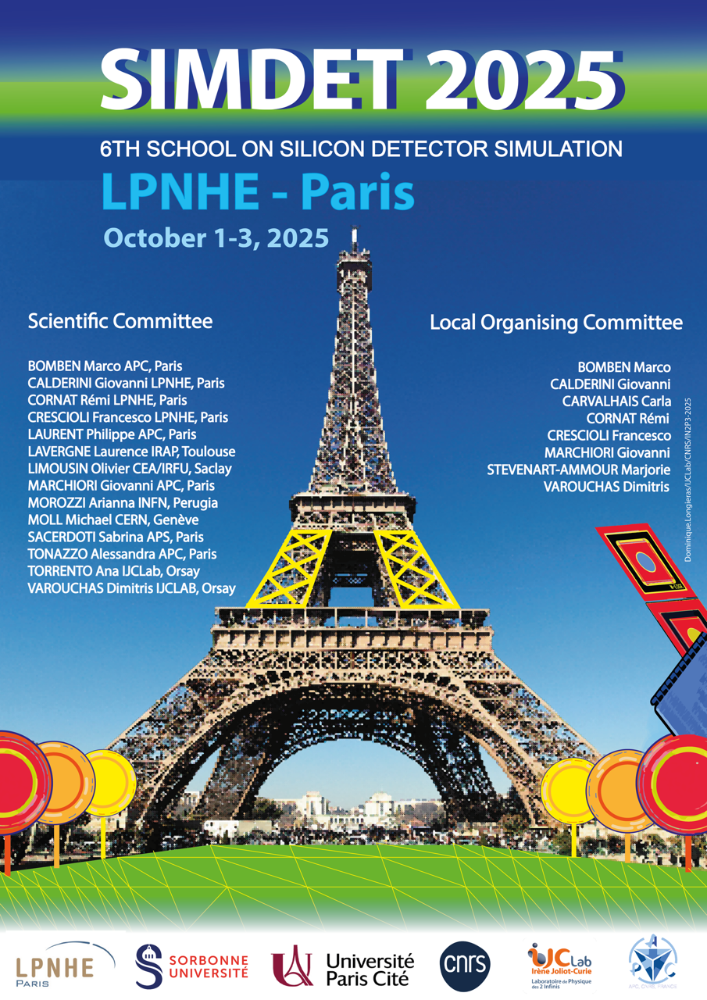 SIMDET 2025
6TH SCHOOL ON SILICON DETECTOR SIMULATION
LPNHE - Paris
October 1-3, 2025
Scientific Committee
BOMBEN Marco APC, Paris
CALDERINI Giovanni LPNHE, Paris
CORNAT Rémi LPNHE, Paris
CRESCIOLI Francesco LPNHE, Paris
LAURENT Philippe APC, Paris
LAVERGNE Laurence IRAP, Toulouse
LIMOUSIN Olivier CEA/IRFU, Saclay
MARCHIORI Giovanni APC, Paris
MOROZZI Arianna INFN, Perugia
MOLL Michael CERN, Genève
SACERDOTI Sabrina APS, Paris
TONAZZO Alessandra APC, Paris
TORRENTO Ana IJCLab, Orsay
VAROUCHAS Dimitris IJCLAB, Orsay
Local Organising Committee
BOMBEN Marco
CALDERINI Giovanni
CARVALHAIS Carla
CORNAT Rémi
CRESCIOLI Francesco
MARCHIORI Giovanni
STEVENART-AMMOUR Marjorie
VAROUCHAS Dimitris
Dominique.Longieras/IJCLab/CNRS/IN2P3-2025
N-EDGE
LPNHE
PARIS
SORBONNE
UNIVERSITÉ
Université
Paris Cité
cnrs
iJCLab
Irène Joliot-Curie
Laboratoire de Physique
des 2 Infinis
A
P C
APC, CNRS, FRANCE